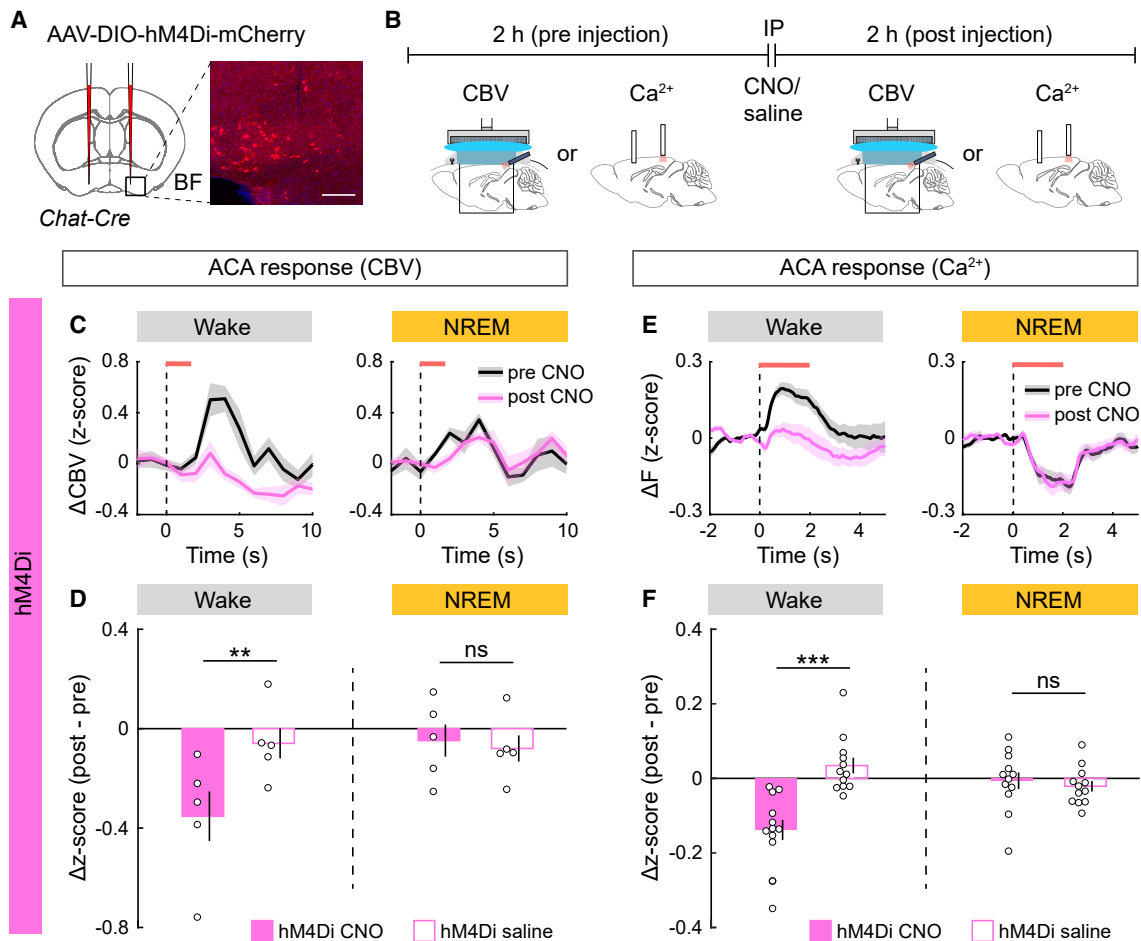 A
AAV-DIO-hM4Di-mCherry
BF
Chat-Cre
B
2 h (pre injection)
IP
2 h (post injection)
CNO/
saline
CBV
Ca²⁺
or
CBV
Ca²⁺
or
ACA response (CBV)
ACA response (Ca²⁺)
hM4Di
C
Wake
NREM
0.8
0.4
0
-0.4
ΔCBV (z-score)
0
5
10
Time (s)
0.8
0.4
0
-0.4
pre CNO
post CNO
0
5
10
Time (s)
E
Wake
NREM
0.3
0
-0.3
ΔF (z-score)
-2
0
2
4
Time (s)
0.3
0
-0.3
pre CNO
post CNO
-2
0
2
4
Time (s)
D
Wake
NREM
0.4
0
-0.4
-0.8
Δz-score (post - pre)
**
ns
hM4Di CNO
hM4Di saline
F
Wake
NREM
0.4
0.2
0
-0.2
-0.4
Δz-score (post - pre)
***
ns
hM4Di CNO
hM4Di saline